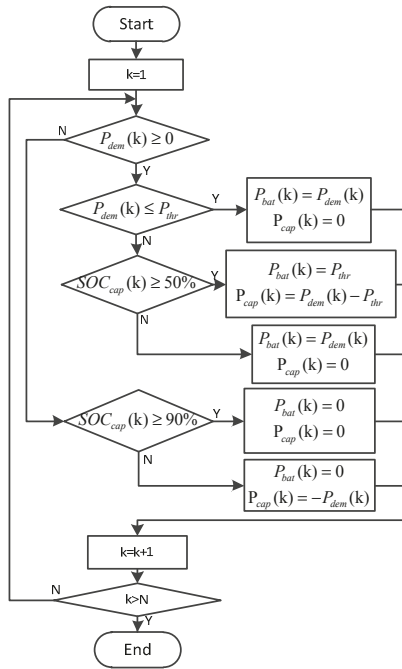 Start
k=1
N
P_dem(k) ≥ 0
Y
P_dem(k) ≤ P_thr
Y
P_bat(k) = P_dem(k)
P_cap(k) = 0
N
SOC_cap(k) ≥ 50%
Y
P_bat(k) = P_thr
P_cap(k) = P_dem(k) − P_thr
N
P_bat(k) = P_dem(k)
P_cap(k) = 0
SOC_cap(k) ≥ 90%
Y
P_bat(k) = 0
P_cap(k) = 0
N
P_bat(k) = 0
P_cap(k) = −P_dem(k)
k=k+1
N
k>N
Y
End